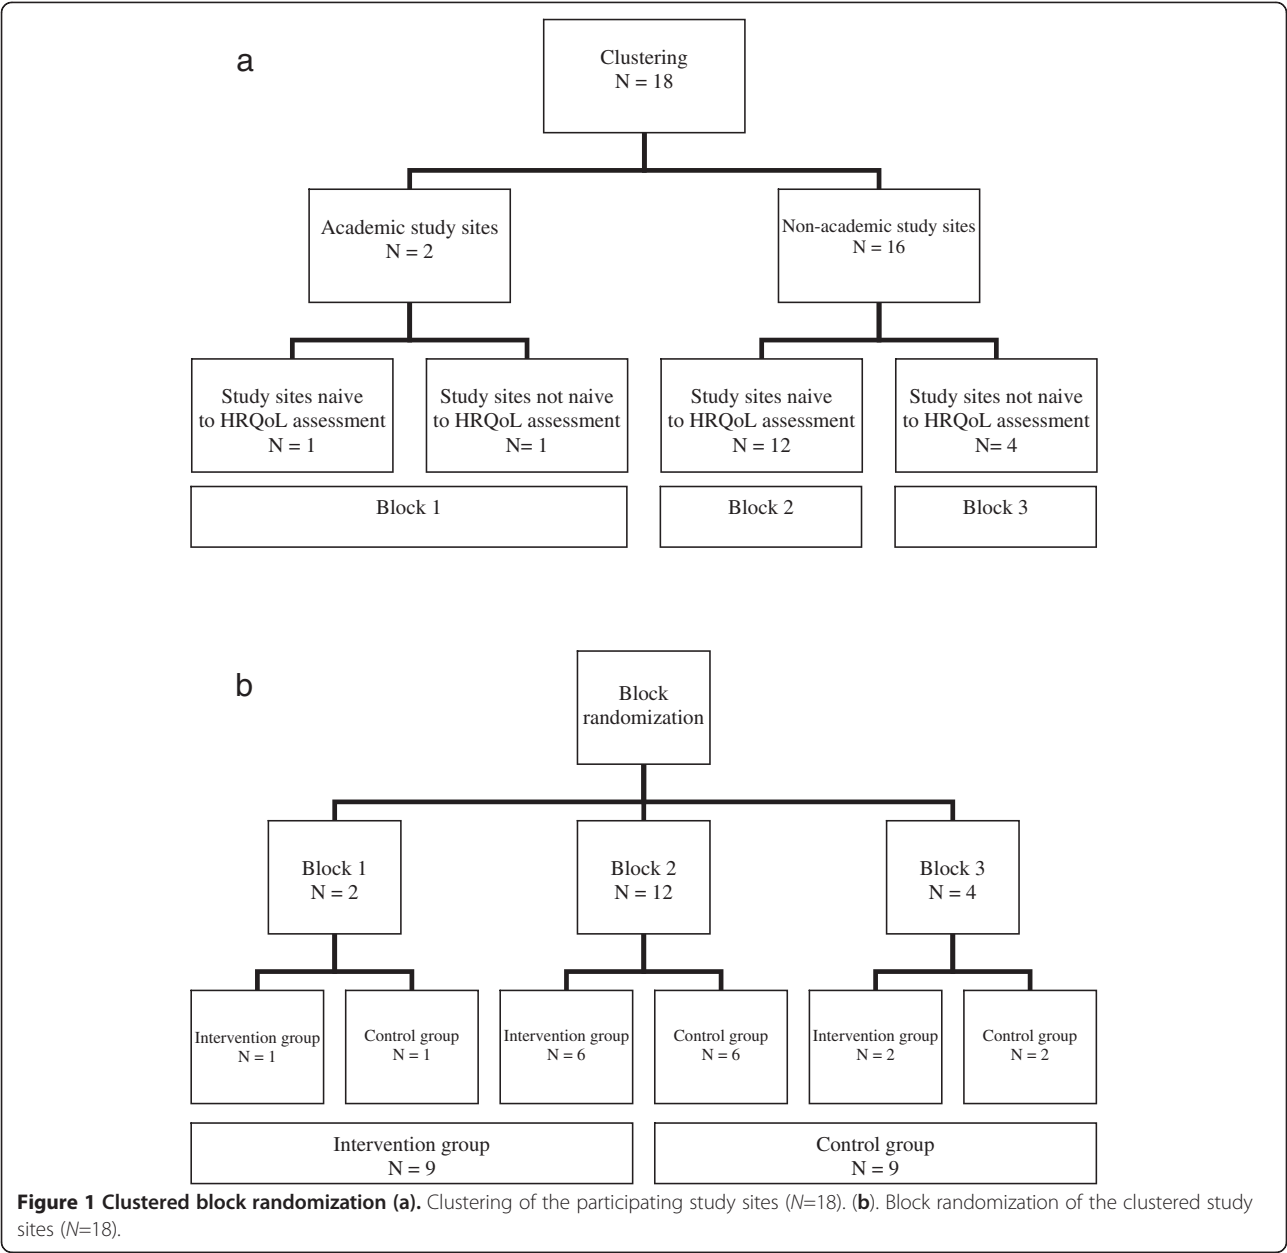 a
Clustering
N = 18
Academic study sites
N = 2
Non-academic study sites
N = 16
Study sites naive
to HRQoL assessment
N = 1
Study sites not naive
to HRQoL assessment
N= 1
Study sites naive
to HRQoL assessment
N = 12
Study sites not naive
to HRQoL assessment
N= 4
Block 1
Block 2
Block 3
b
Block
randomization
Block 1
N = 2
Block 2
N = 12
Block 3
N = 4
Intervention group
N = 1
Control group
N = 1
Intervention group
N = 6
Control group
N = 6
Intervention group
N = 2
Control group
N = 2
Intervention group
N = 9
Control group
N = 9
Figure 1 Clustered block randomization (a). Clustering of the participating study sites (N=18). (b). Block randomization of the clustered study
sites (N=18).